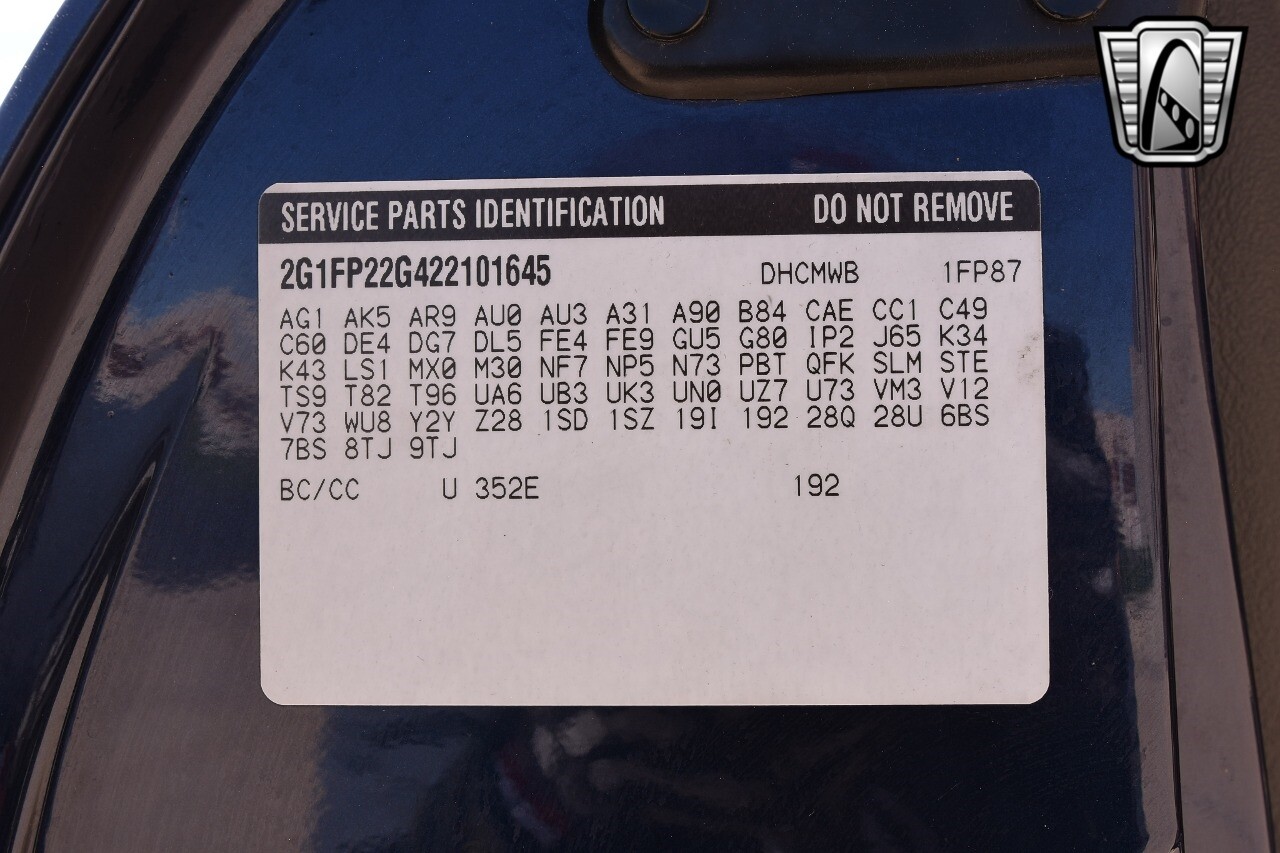 SERVICE PARTS IDENTIFICATION DO NOT REMOVE
2G1FP22G422101645 DHCMWB 1FP87
AG1 AK5 AR9 AU0 AU3 A31 A90 B84 CAE CC1 C49
C60 DE4 DG7 DL5 FE4 FE9 GU5 G80 IP2 J65 K34
K43 LS1 MX0 M30 NF7 NP5 N73 PBT QFK SLM STE
TS9 T82 T96 UA6 UB3 UK3 UN0 UZ7 U73 VM3 V12
V73 WU8 Y2Y Z28 1SD 1SZ 19I 192 28Q 28U 6BS
7BS 8TJ 9TJ
BC/CC U 352E 192